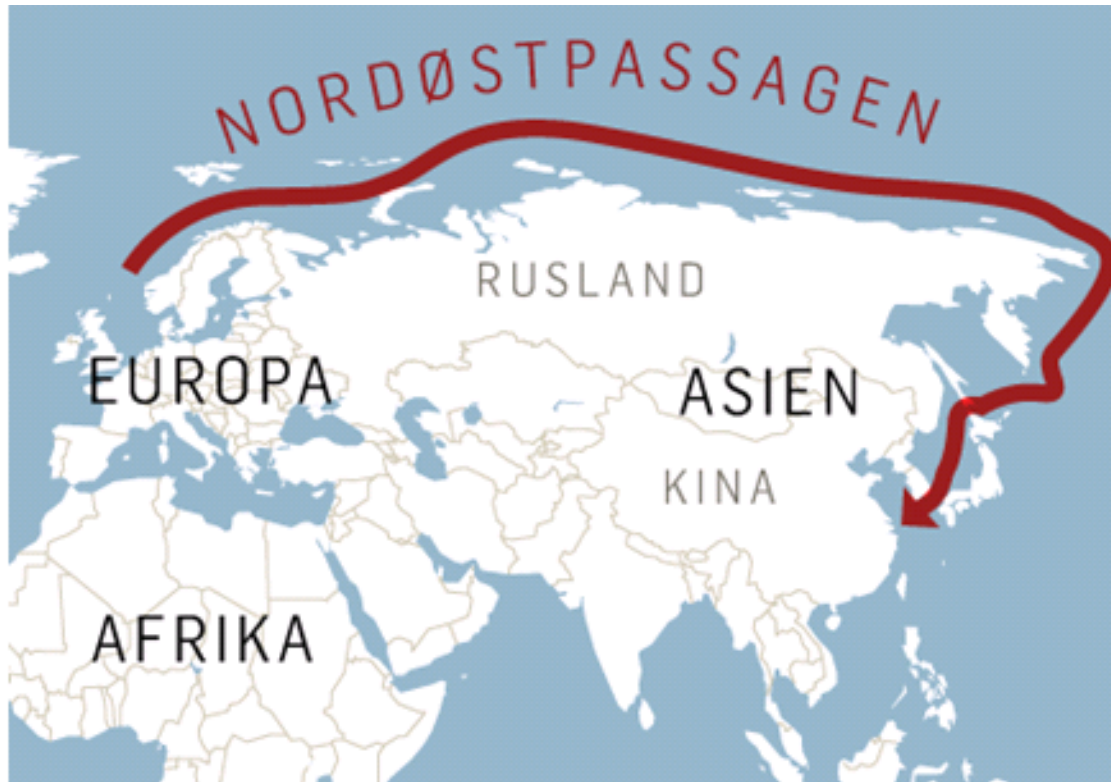 NORDØSTPASSAGEN
RUSLAND
EUROPA
ASIEN
KINA
AFRIKA